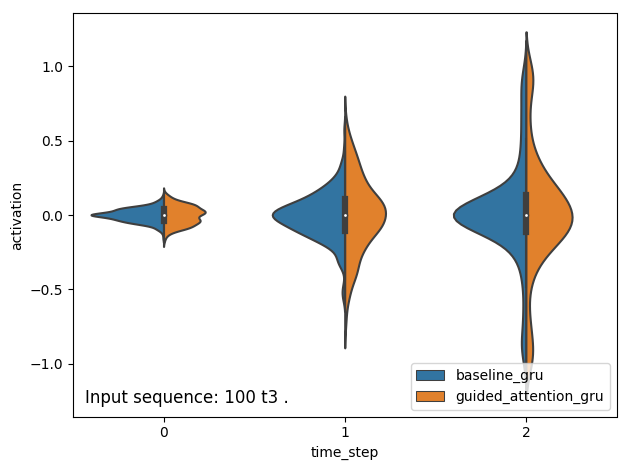 1.0
0.5
0.0
−0.5
−1.0
activation
Input sequence: 100 t3 .
baseline_gru
guided_attention_gru
0 1 2
time_step